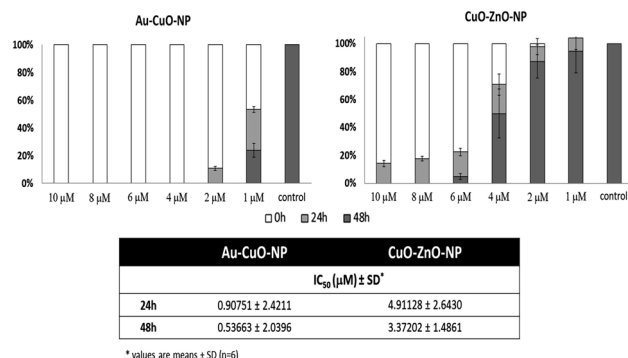 Au-CuO-NP
100%
80%
60%
40%
20%
0%
10 µM 8 µM 6 µM 4 µM 2 µM 1 µM control
CuO-ZnO-NP
100%
80%
60%
40%
20%
0%
10 µM 8 µM 6 µM 4 µM 2 µM 1 µM control
0h 24h 48h
Au-CuO-NP CuO-ZnO-NP
IC50 (µM) ± SD*
24h 0.90751 ± 2.4211 4.91128 ± 2.6430
48h 0.53663 ± 2.0396 3.37202 ± 1.4861
* values are means ± SD (n=6)